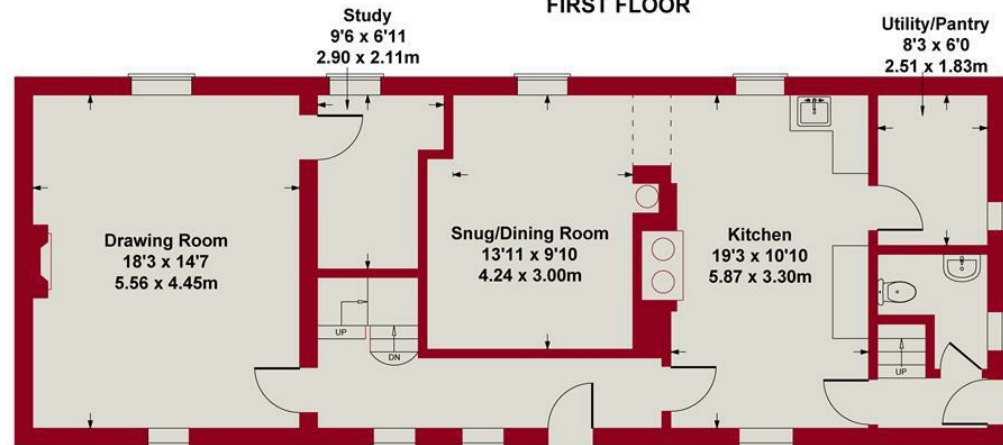 FIRST FLOOR
Study
9'6 x 6'11
2.90 x 2.11m
Utility/Pantry
8'3 x 6'0
2.51 x 1.83m
Drawing Room
18'3 x 14'7
5.56 x 4.45m
Snug/Dining Room
13'11 x 9'10
4.24 x 3.00m
Kitchen
19'3 x 10'10
5.87 x 3.30m
UP
DN
UP